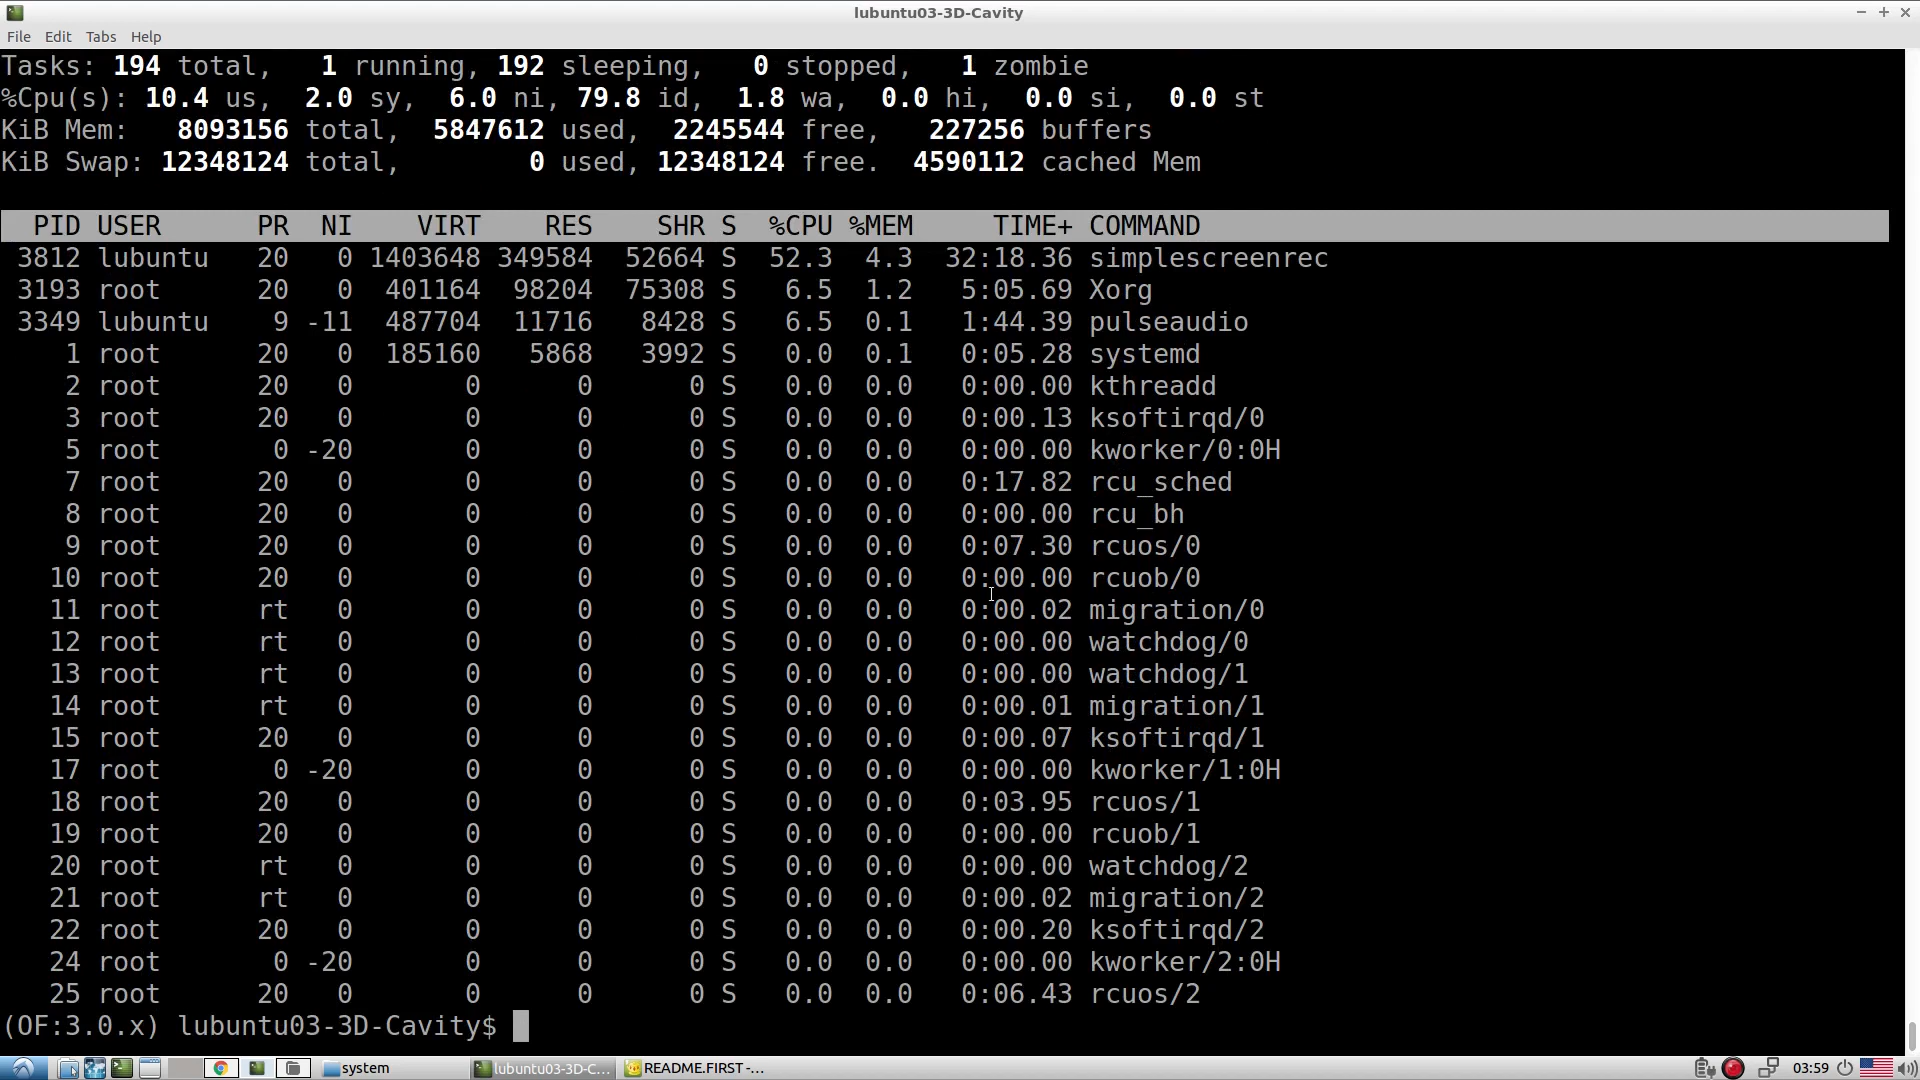 lubuntu03-3D-Cavity
File Edit Tabs Help
Tasks: 194 total,   1 running, 192 sleeping,   0 stopped,   1 zombie
%Cpu(s): 10.4 us,  2.0 sy,  6.0 ni, 79.8 id,  1.8 wa,  0.0 hi,  0.0 si,  0.0 st
KiB Mem:   8093156 total,  5847612 used,  2245544 free,   227256 buffers
KiB Swap: 12348124 total,        0 used, 12348124 free.  4590112 cached Mem
PID USER      PR  NI    VIRT    RES    SHR S  %CPU %MEM     TIME+ COMMAND
3812 lubuntu   20   0 1403648 349584  52664 S  52.3  4.3  32:18.36 simplescreenrec
3193 root      20   0  401164  98204  75308 S   6.5  1.2   5:05.69 Xorg
3349 lubuntu    9 -11  487704  11716   8428 S   6.5  0.1   1:44.39 pulseaudio
1 root      20   0  185160   5868   3992 S   0.0  0.1   0:05.28 systemd
2 root      20   0       0      0      0 S   0.0  0.0   0:00.00 kthreadd
3 root      20   0       0      0      0 S   0.0  0.0   0:00.13 ksoftirqd/0
5 root       0 -20       0      0      0 S   0.0  0.0   0:00.00 kworker/0:0H
7 root      20   0       0      0      0 S   0.0  0.0   0:17.82 rcu_sched
8 root      20   0       0      0      0 S   0.0  0.0   0:00.00 rcu_bh
9 root      20   0       0      0      0 S   0.0  0.0   0:07.30 rcuos/0
10 root      20   0       0      0      0 S   0.0  0.0   0:00.00 rcuob/0
11 root      rt   0       0      0      0 S   0.0  0.0   0:00.02 migration/0
12 root      rt   0       0      0      0 S   0.0  0.0   0:00.00 watchdog/0
13 root      rt   0       0      0      0 S   0.0  0.0   0:00.00 watchdog/1
14 root      rt   0       0      0      0 S   0.0  0.0   0:00.01 migration/1
15 root      20   0       0      0      0 S   0.0  0.0   0:00.07 ksoftirqd/1
17 root       0 -20       0      0      0 S   0.0  0.0   0:00.00 kworker/1:0H
18 root      20   0       0      0      0 S   0.0  0.0   0:03.95 rcuos/1
19 root      20   0       0      0      0 S   0.0  0.0   0:00.00 rcuob/1
20 root      rt   0       0      0      0 S   0.0  0.0   0:00.00 watchdog/2
21 root      rt   0       0      0      0 S   0.0  0.0   0:00.02 migration/2
22 root      20   0       0      0      0 S   0.0  0.0   0:00.20 ksoftirqd/2
24 root       0 -20       0      0      0 S   0.0  0.0   0:00.00 kworker/2:0H
25 root      20   0       0      0      0 S   0.0  0.0   0:06.43 rcuos/2
(OF:3.0.x) lubuntu03-3D-Cavity$
system lubuntu03-3D-C... README.FIRST -... 03:59